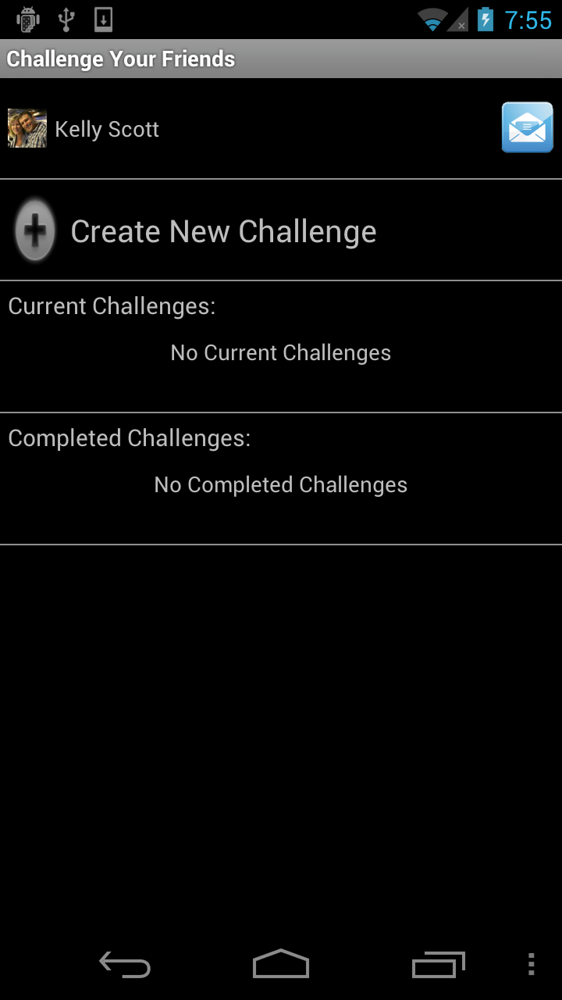 7:55
Challenge Your Friends
Kelly Scott
Create New Challenge
Current Challenges:
No Current Challenges
Completed Challenges:
No Completed Challenges